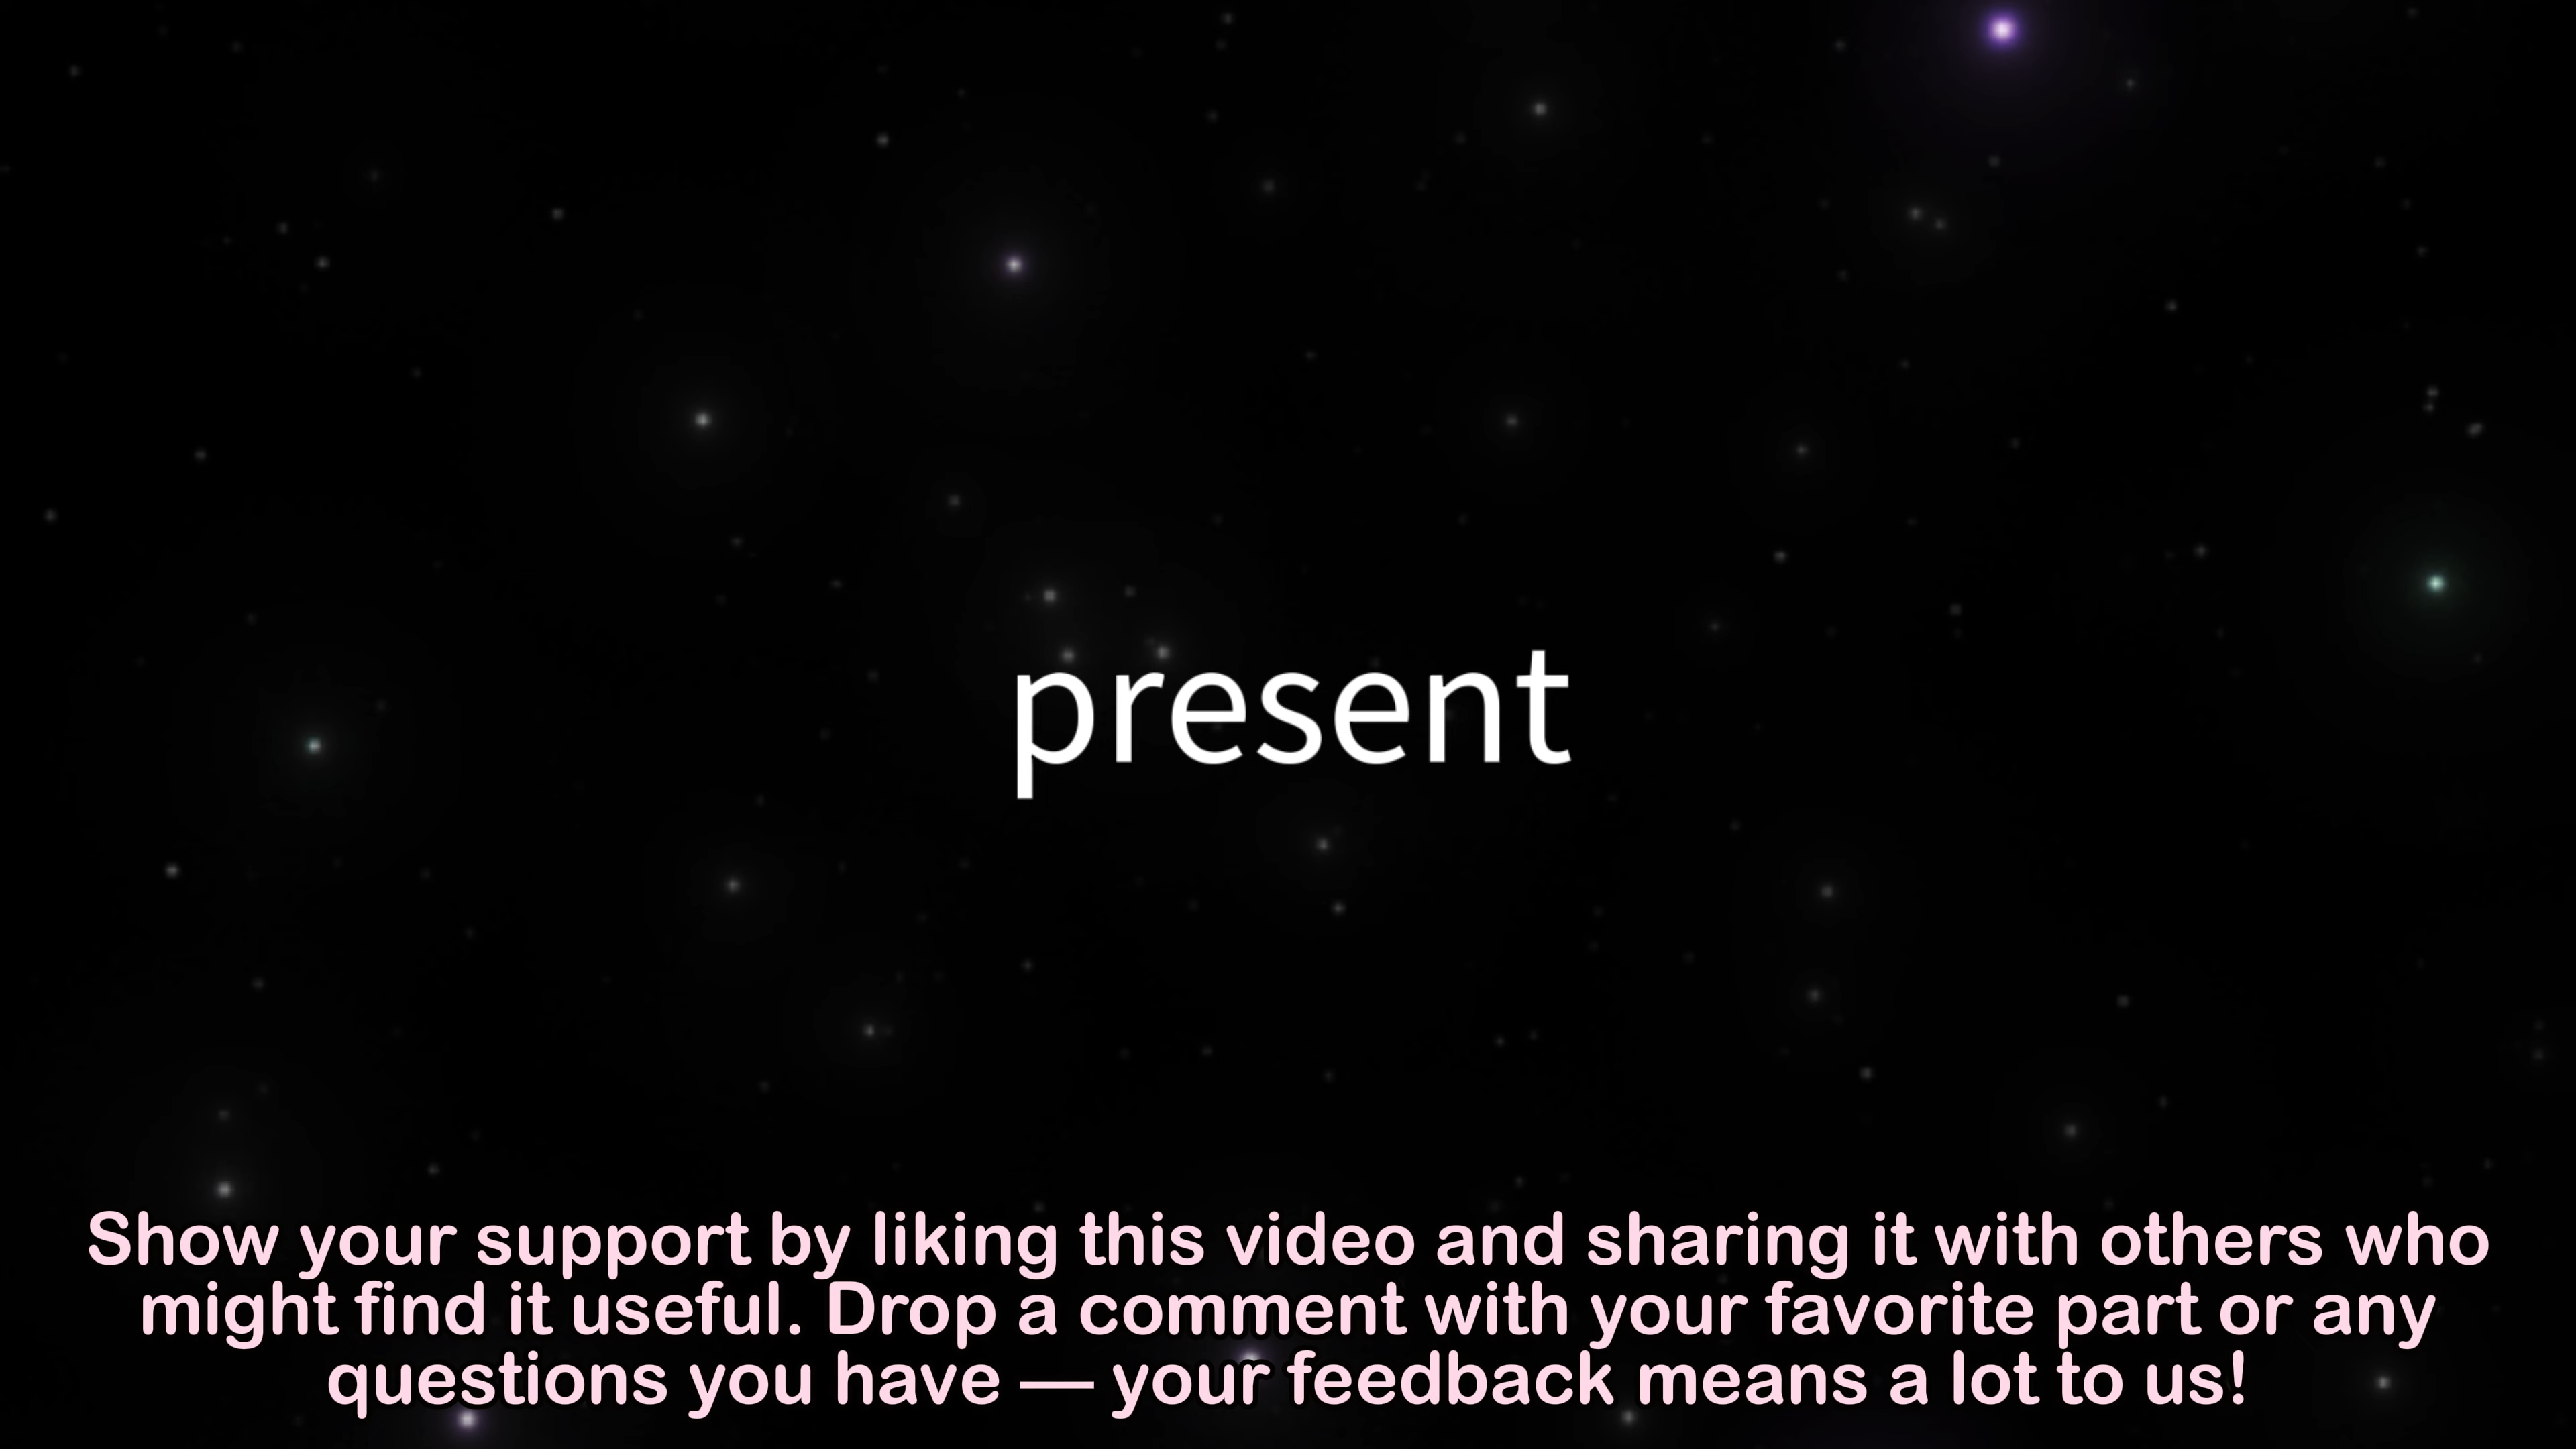 present
Show your support by liking this video and sharing it with others who
might find it useful. Drop a comment with your favorite part or any
questions you have — your feedback means a lot to us!